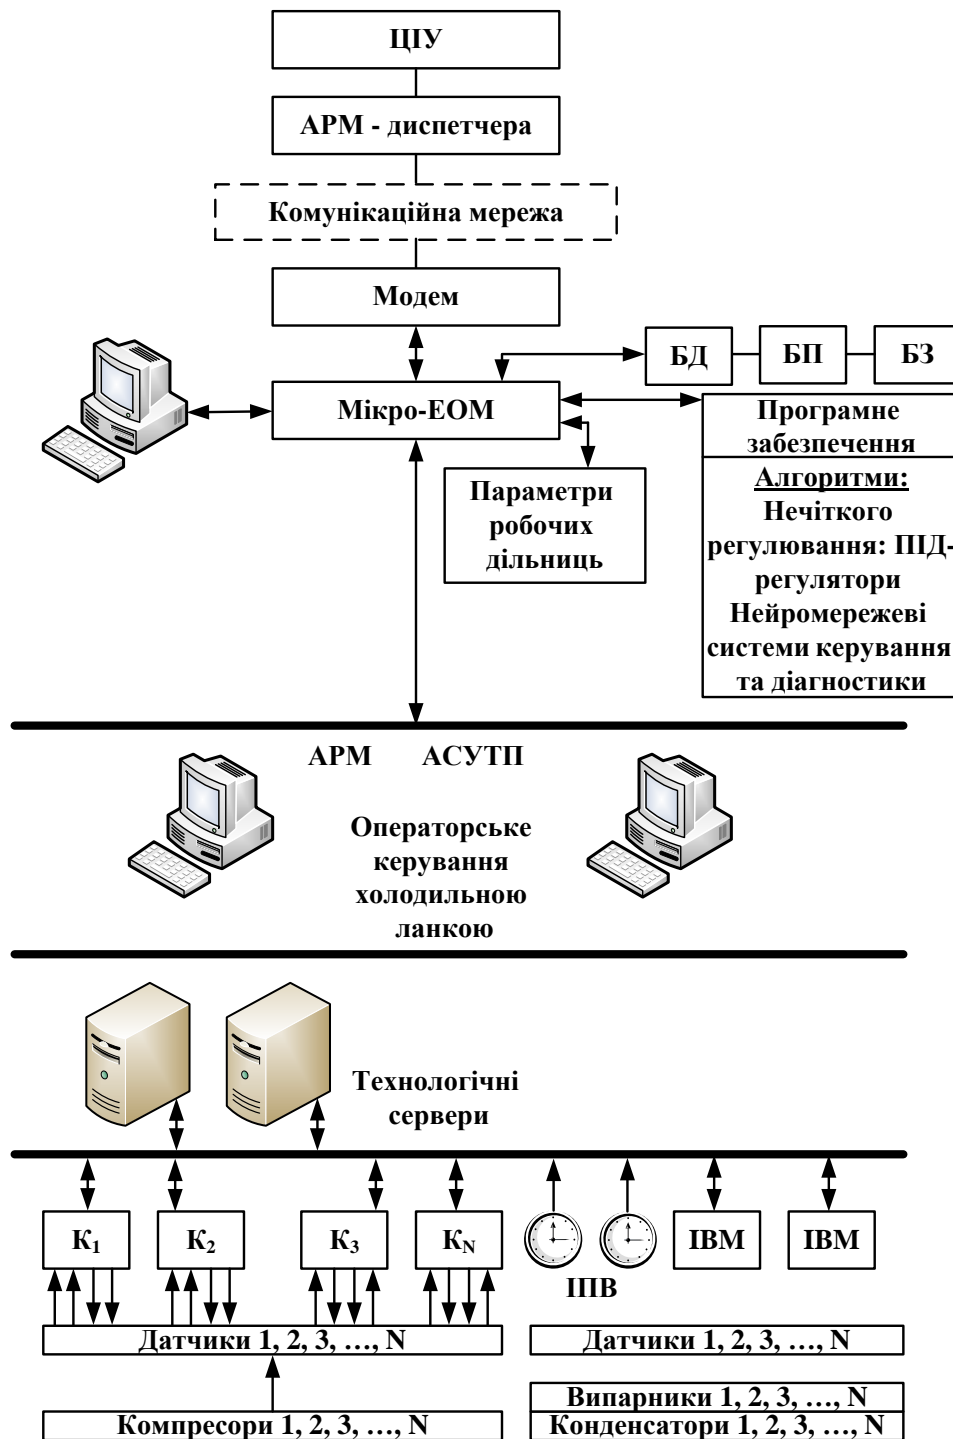 ЦІУ
АРМ - диспетчера
Комунікаційна мережа
Модем
БД
БП
БЗ
Мікро-ЕОМ
Програмне
забезпечення
Алгоритми:
Нечіткого
регулювання: ПІД-
регулятори
Нейромережеві
системи керування
та діагностики
Параметри
робочих
дільниць
АРМ АСУТП
Операторське
керування
холодильною
ланкою
Технологічні
сервери
К₁
К₂
К₃
К_N
ІВМ
ІВМ
ІПВ
Датчики 1, 2, 3, …, N
Датчики 1, 2, 3, …, N
Випарники 1, 2, 3, …, N
Компресори 1, 2, 3, …, N
Конденсатори 1, 2, 3, …, N